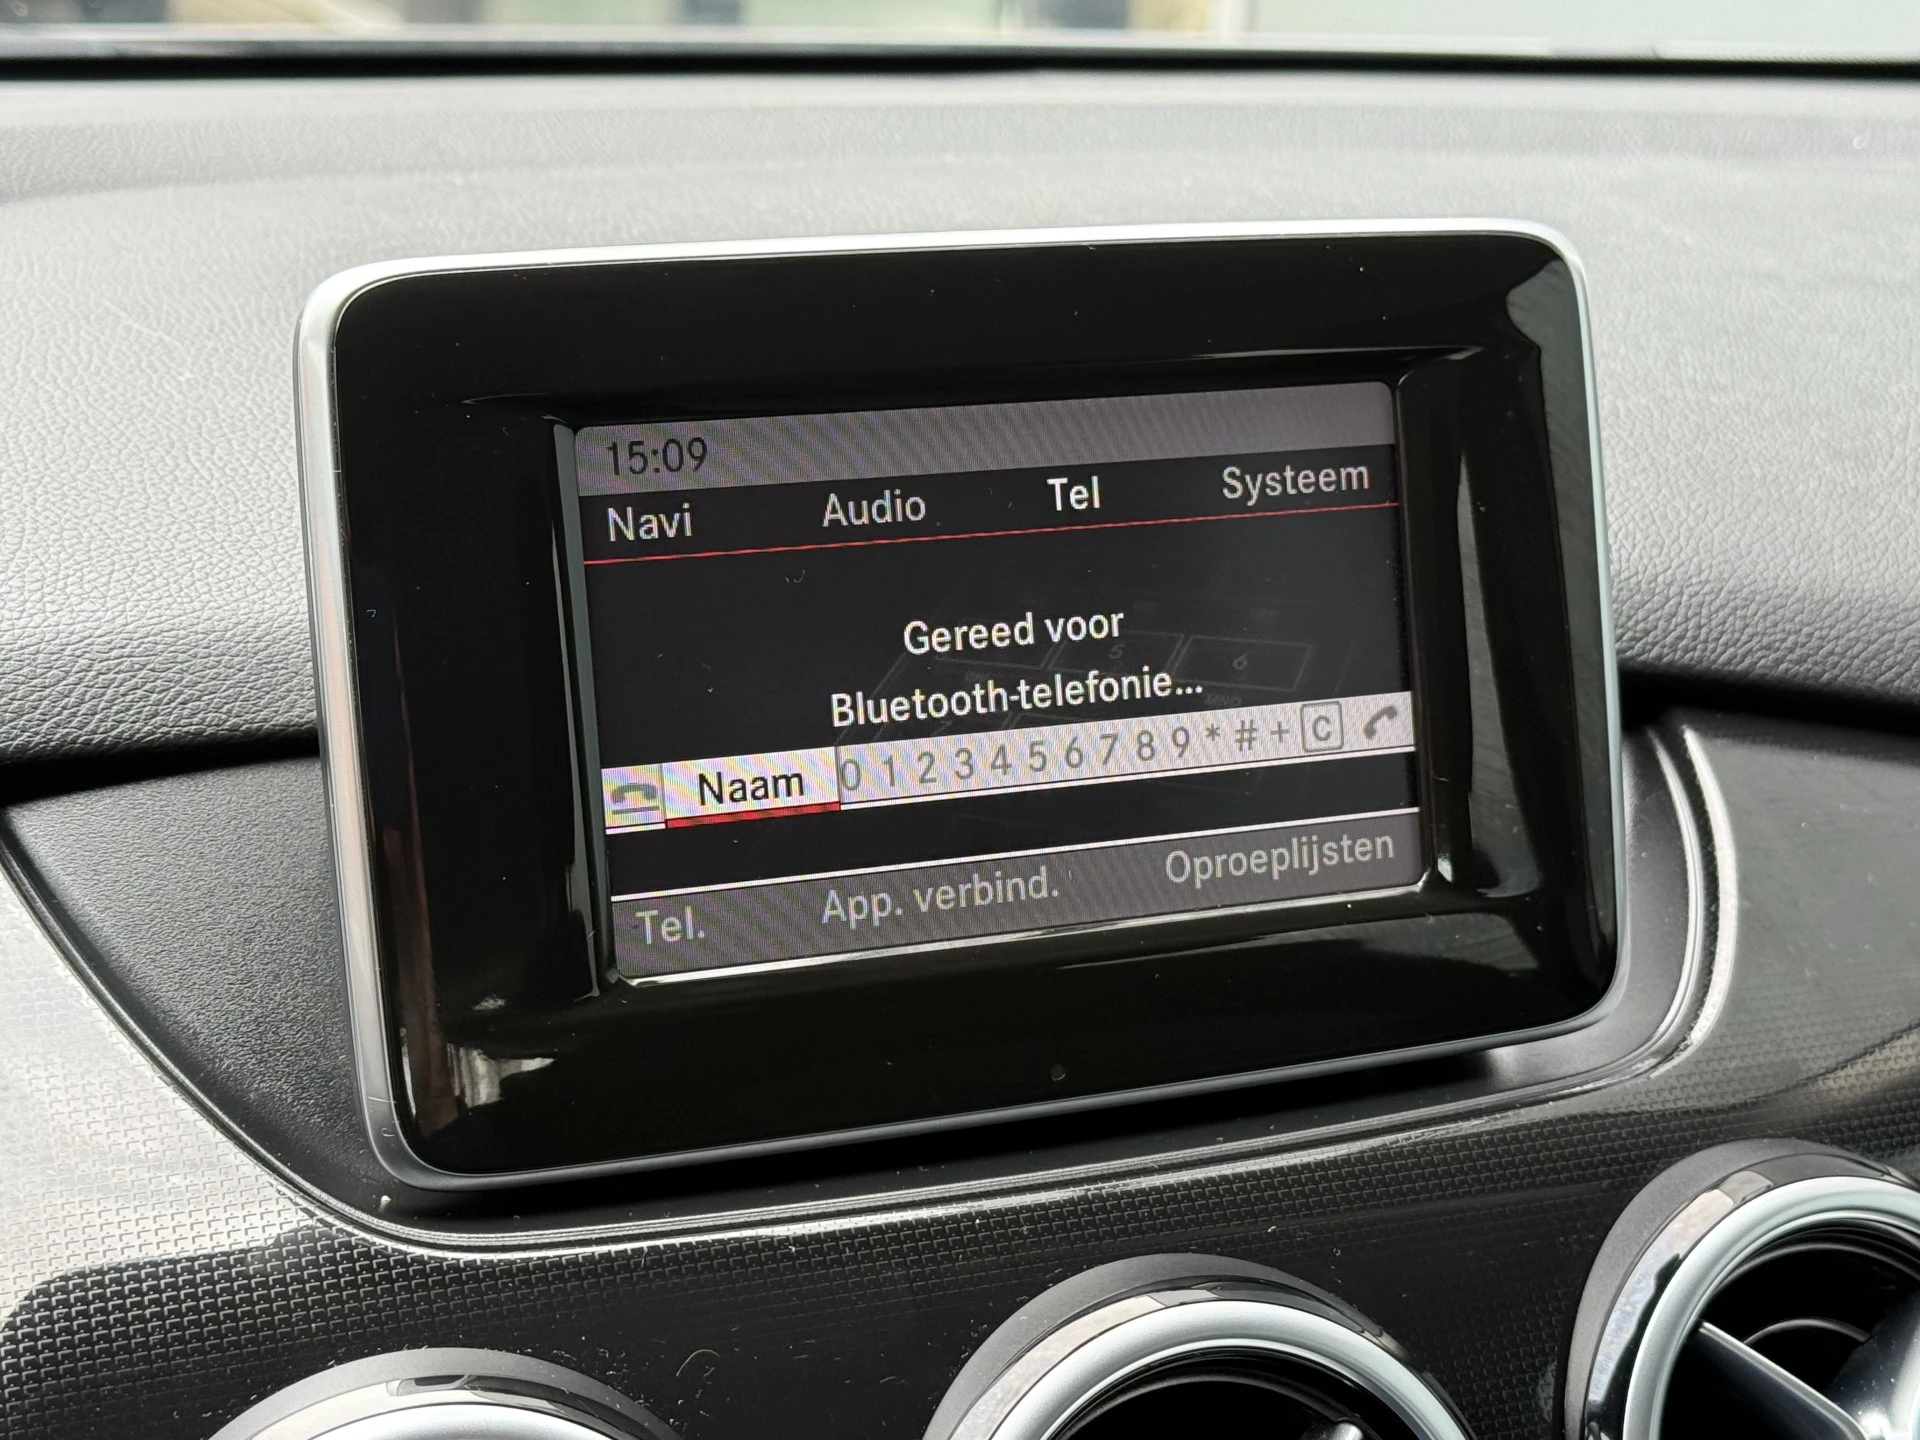 15:09
Navi Audio Tel Systeem
Gereed voor
Bluetooth-telefonie...
Naam 0 1 2 3 4 5 6 7 8 9 * # + C
Tel. App. verbind. Oproeplijsten